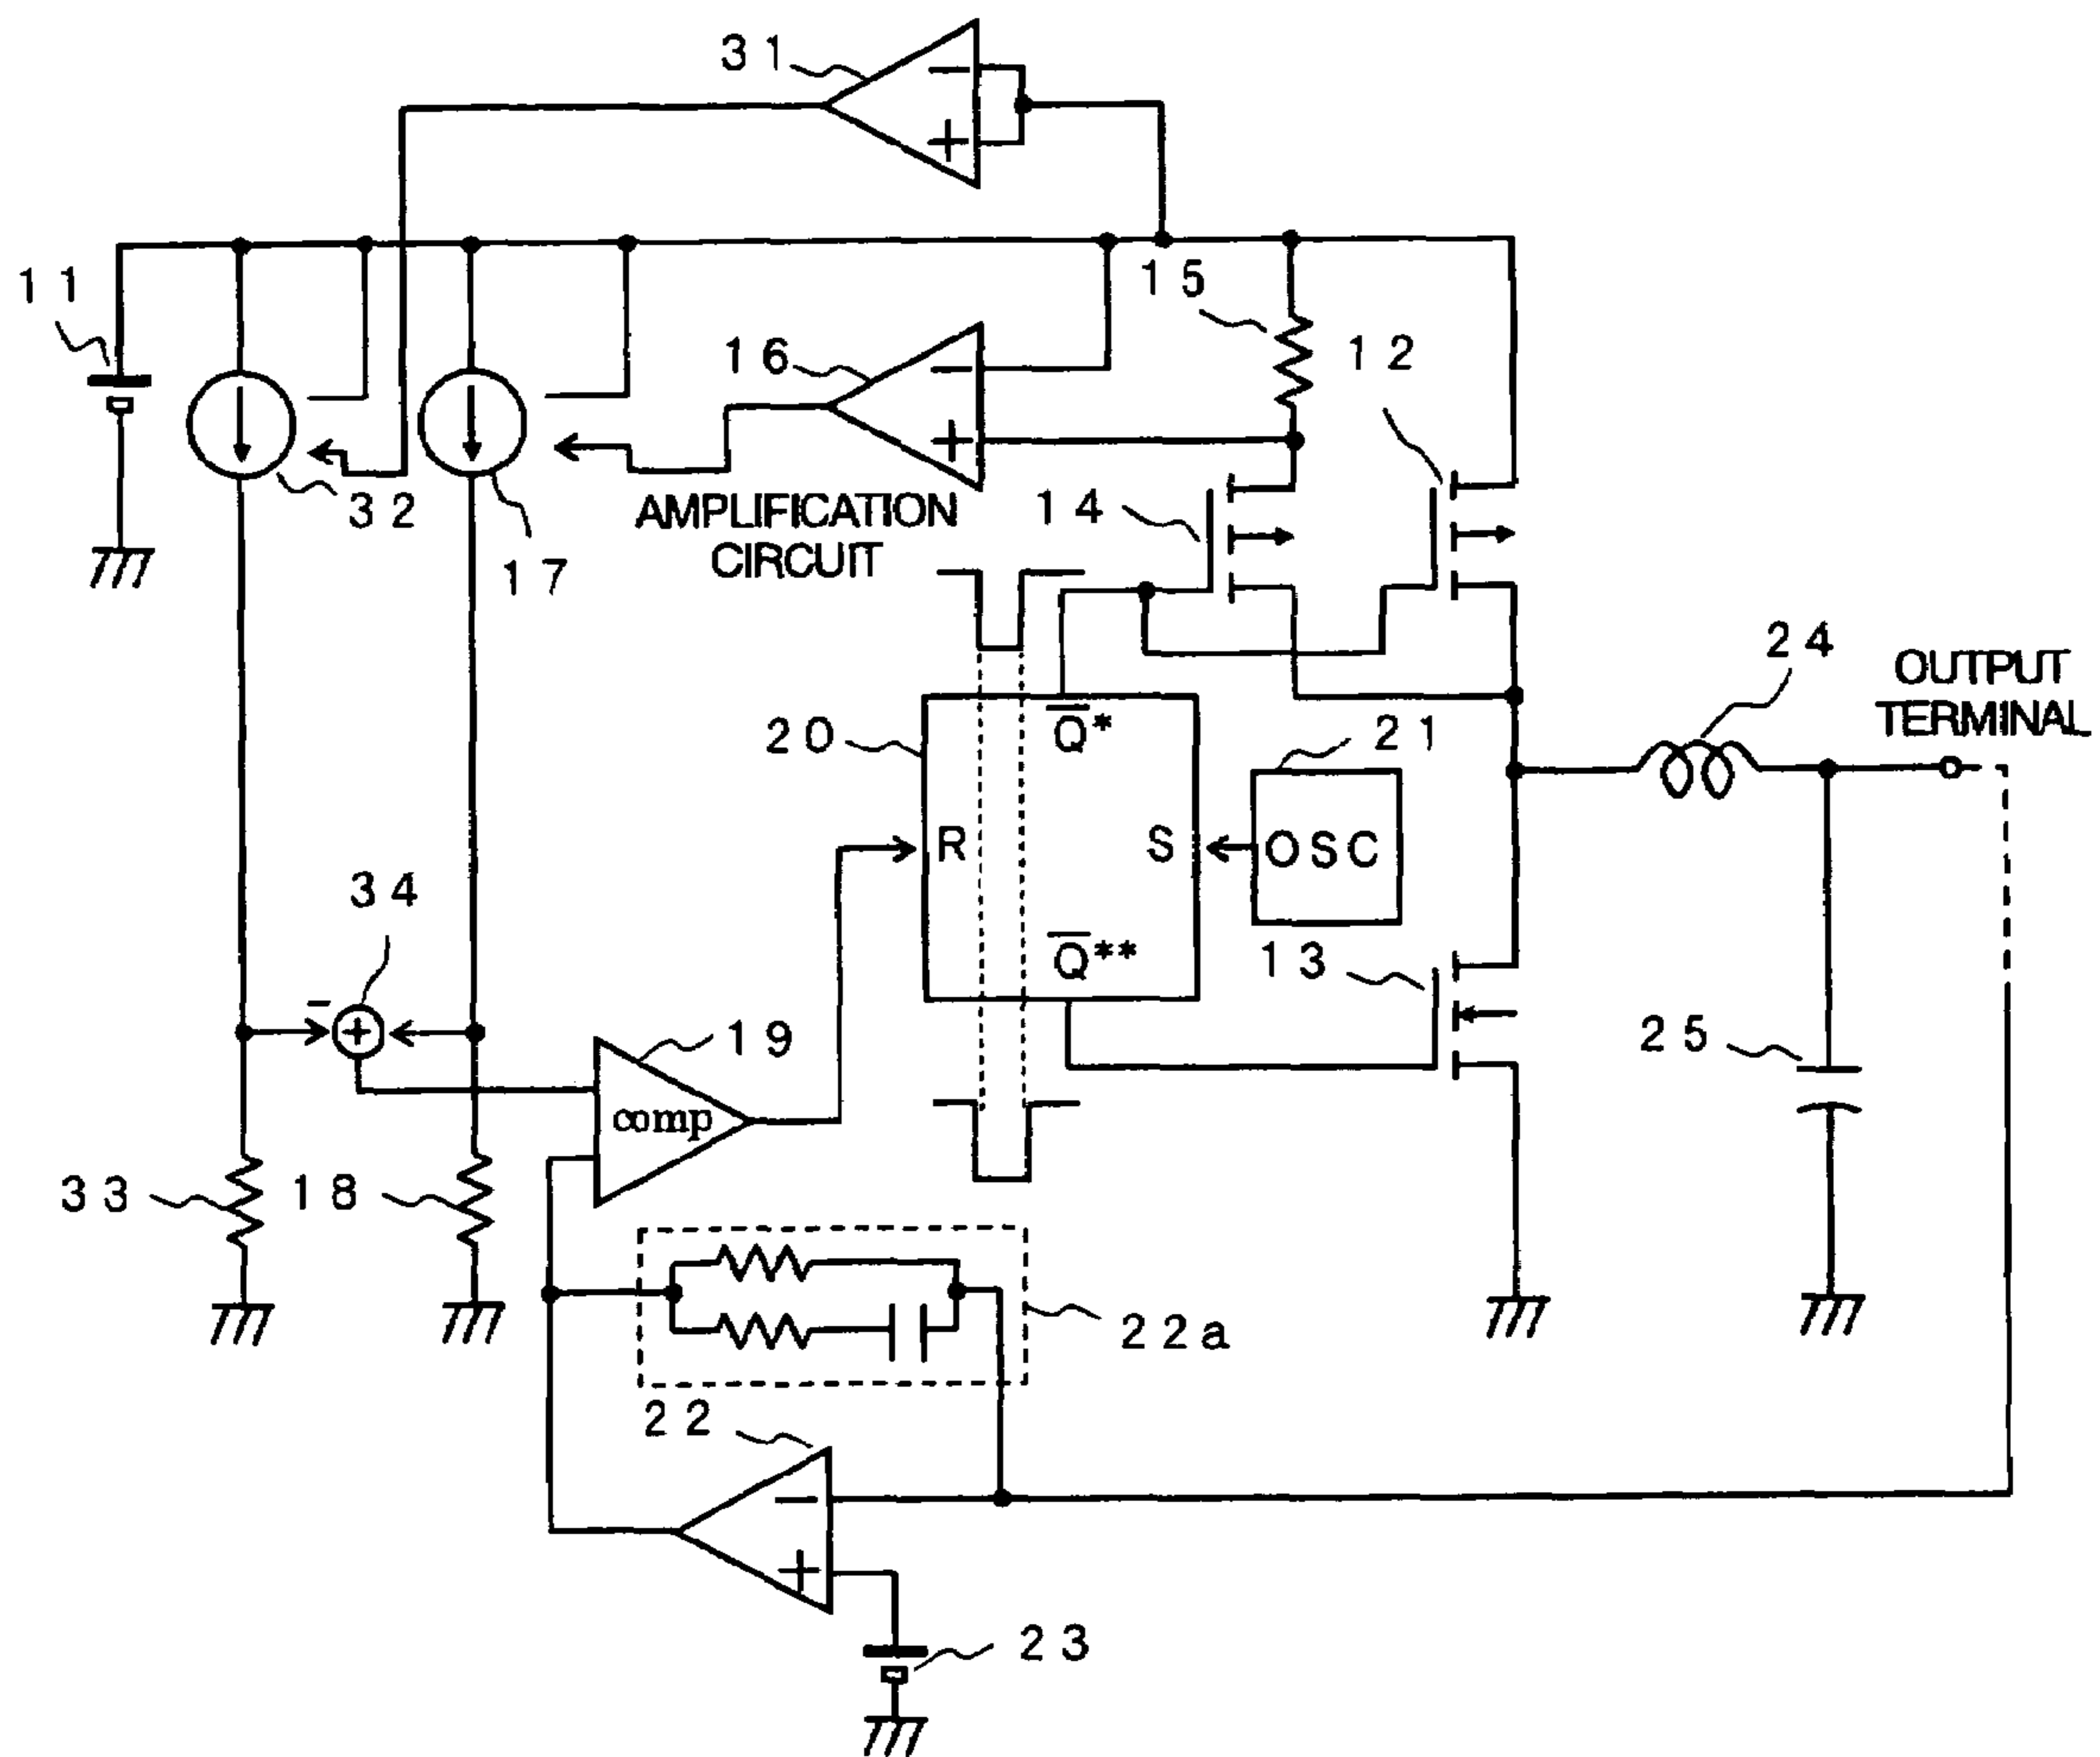 31
11
15
16
12
32
14
AMPLIFICATION
CIRCUIT
17
24
OUTPUT
TERMINAL
20
Q̅*
21
R
S
OSC
34
Q̅**
13
-
+
19
25
comp
33
18
22a
22
23